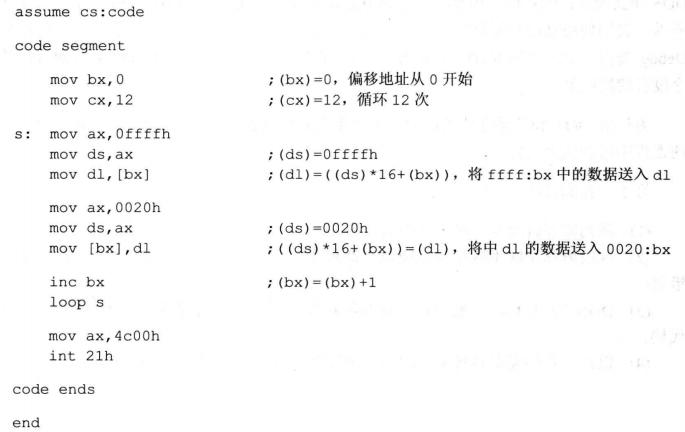 assume cs:code
code segment
mov bx,0 ;(bx)=0，偏移地址从 0 开始
mov cx,12 ;(cx)=12，循环 12 次
s: mov ax,0ffffh
mov ds,ax ;(ds)=0ffffh
mov dl,[bx] ;(dl)=((ds)*16+(bx))，将 ffff:bx 中的数据送入 dl
mov ax,0020h
mov ds,ax ;(ds)=0020h
mov [bx],dl ;((ds)*16+(bx))=(dl)，将中 dl 的数据送入 0020:bx
inc bx ;(bx)=(bx)+1
loop s
mov ax,4c00h
int 21h
code ends
end